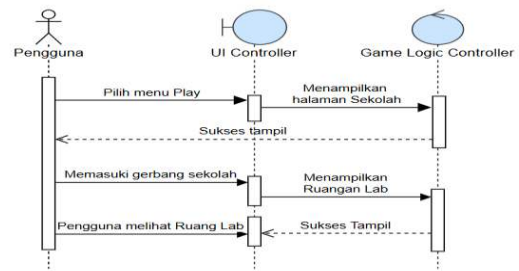 Pengguna
UI Controller
Game Logic Controller
Pilih menu Play
Menampilkan
halaman Sekolah
Sukses tampil
Memasuki gerbang sekolah
Menampilkan
Ruangan Lab
Pengguna melihat Ruang Lab
Sukses Tampil